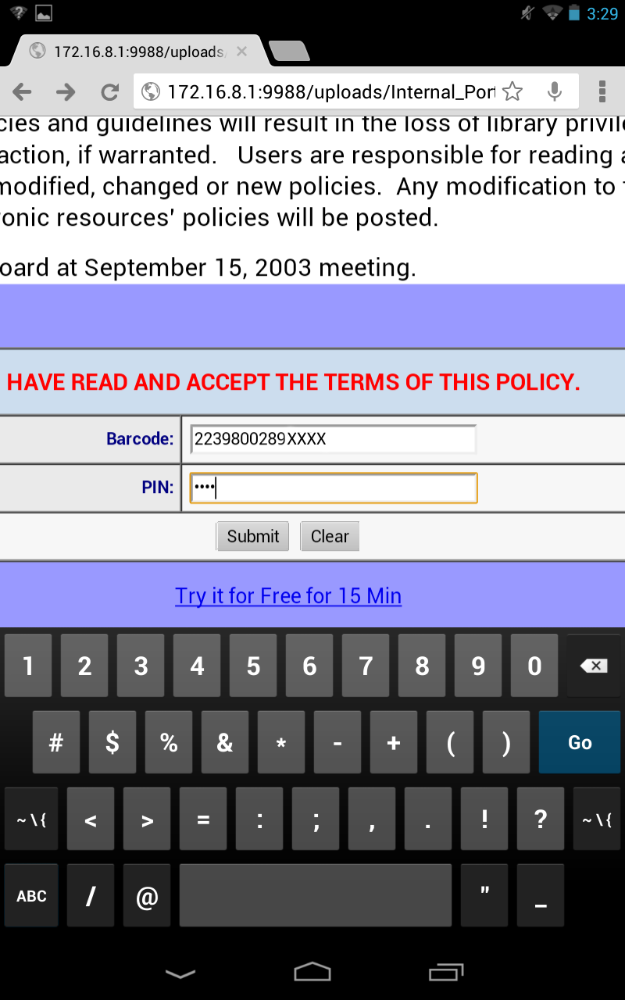 3:29
172.16.8.1:9988/uploads/
172.16.8.1:9988/uploads/Internal_Port
cies and guidelines will result in the loss of library privile
action, if warranted. Users are responsible for reading a
modified, changed or new policies. Any modification to t
ronic resources' policies will be posted.
oard at September 15, 2003 meeting.
HAVE READ AND ACCEPT THE TERMS OF THIS POLICY.
Barcode: 2239800289XXXX
PIN: ••••
Submit Clear
Try it for Free for 15 Min
1 2 3 4 5 6 7 8 9 0
# $ % & * - + ( ) Go
~\{ < > = : ; , . ! ? ~\{
ABC / @ " _